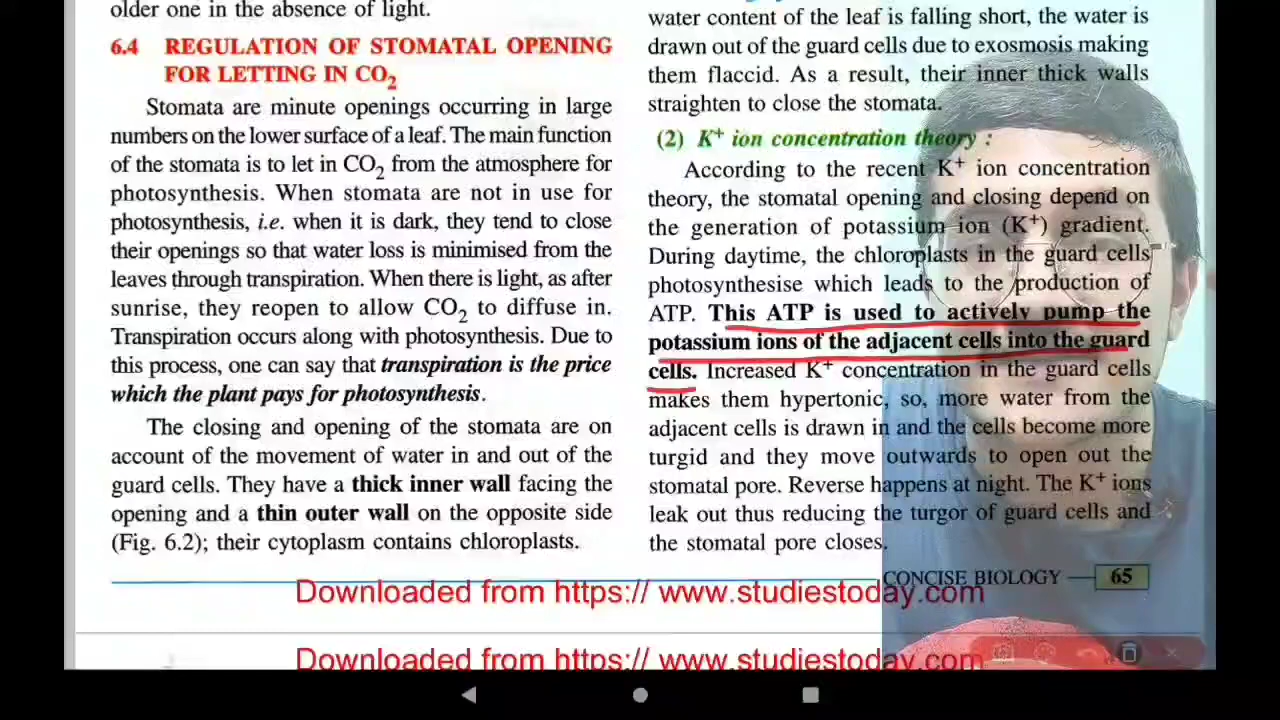 older one in the absence of light.
6.4 REGULATION OF STOMATAL OPENING
FOR LETTING IN CO₂
Stomata are minute openings occurring in large
numbers on the lower surface of a leaf. The main function
of the stomata is to let in CO₂ from the atmosphere for
photosynthesis. When stomata are not in use for
photosynthesis, i.e. when it is dark, they tend to close
their openings so that water loss is minimised from the
leaves through transpiration. When there is light, as after
sunrise, they reopen to allow CO₂ to diffuse in.
Transpiration occurs along with photosynthesis. Due to
this process, one can say that transpiration is the price
which the plant pays for photosynthesis.
The closing and opening of the stomata are on
account of the movement of water in and out of the
guard cells. They have a thick inner wall facing the
opening and a thin outer wall on the opposite side
(Fig. 6.2); their cytoplasm contains chloroplasts.
water content of the leaf is falling short, the water is
drawn out of the guard cells due to exosmosis making
them flaccid. As a result, their inner thick walls
straighten to close the stomata.
(2) K⁺ ion concentration theory :
According to the recent K⁺ ion concentration
theory, the stomatal opening and closing depend on
the generation of potassium ion (K⁺) gradient.
During daytime, the chloroplasts in the guard cells
photosynthesise which leads to the production of
ATP. This ATP is used to actively pump the
potassium ions of the adjacent cells into the guard
cells. Increased K⁺ concentration in the guard cells
makes them hypertonic, so, more water from the
adjacent cells is drawn in and the cells become more
turgid and they move outwards to open out the
stomatal pore. Reverse happens at night. The K⁺ ions
leak out thus reducing the turgor of guard cells and
the stomatal pore closes.
CONCISE BIOLOGY 65
Downloaded from https:// www.studiestoday.com
Downloaded from https:// www.studiestoday.com